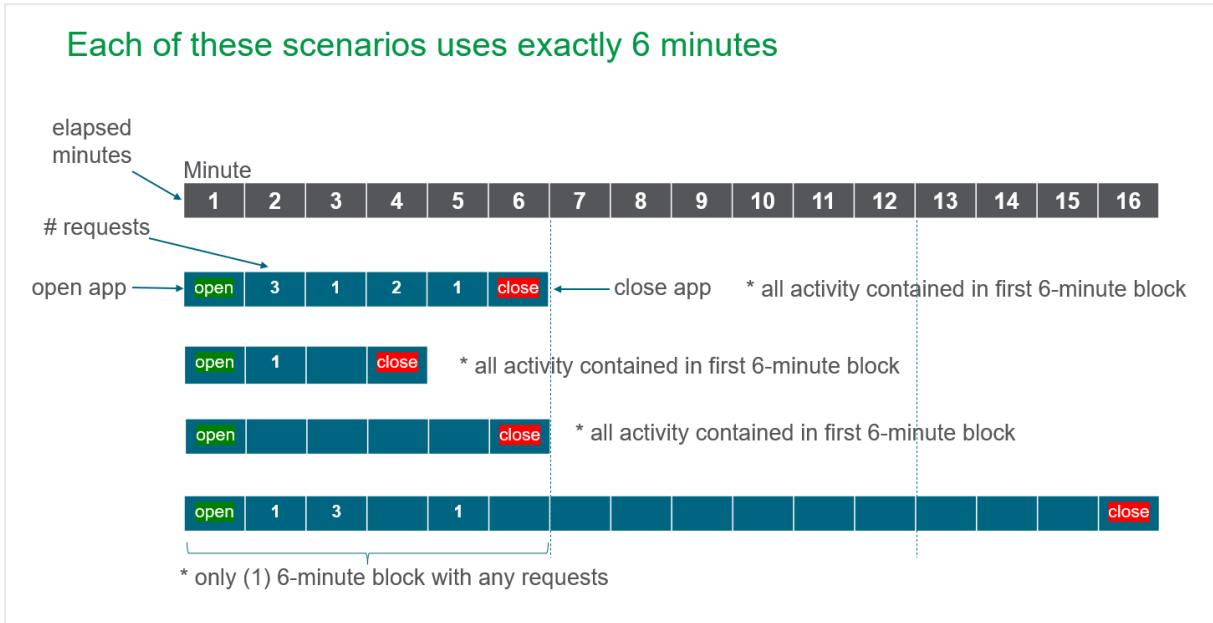 Each of these scenarios uses exactly 6 minutes
elapsed
minutes
Minute
1 2 3 4 5 6 7 8 9 10 11 12 13 14 15 16
# requests
open app
open 3 1 2 1 close
close app
* all activity contained in first 6-minute block
open 1 close
* all activity contained in first 6-minute block
open close
* all activity contained in first 6-minute block
open 1 3 1 close
* only (1) 6-minute block with any requests